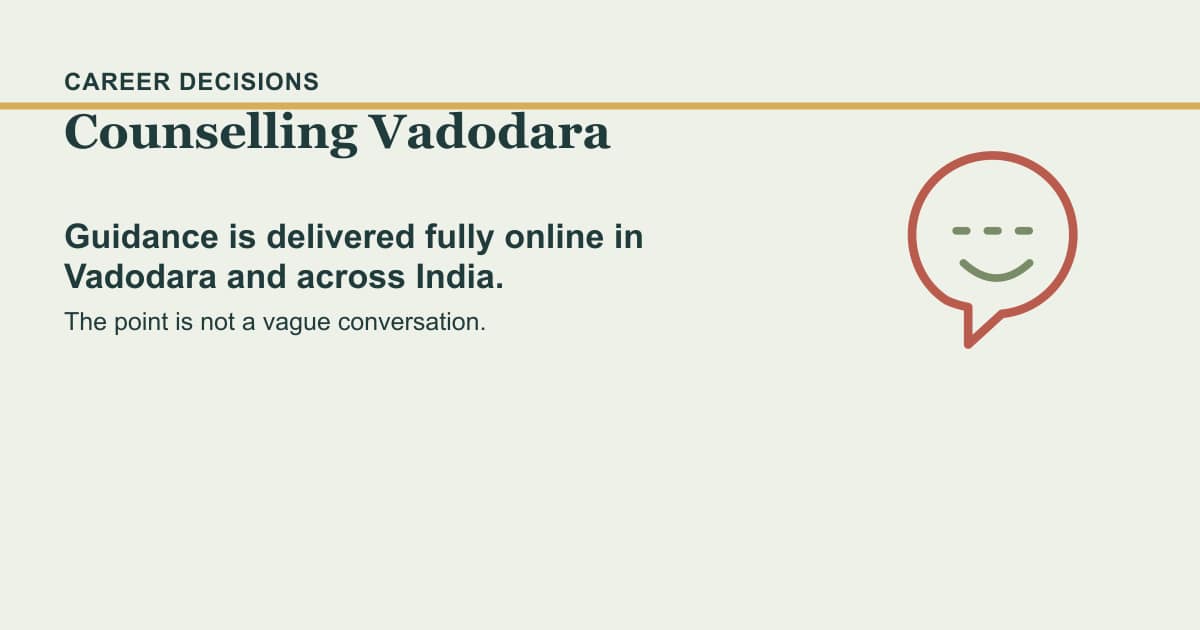 CAREER DECISIONS
Counselling Vadodara
Guidance is delivered fully online in
Vadodara and across India.
The point is not a vague conversation.